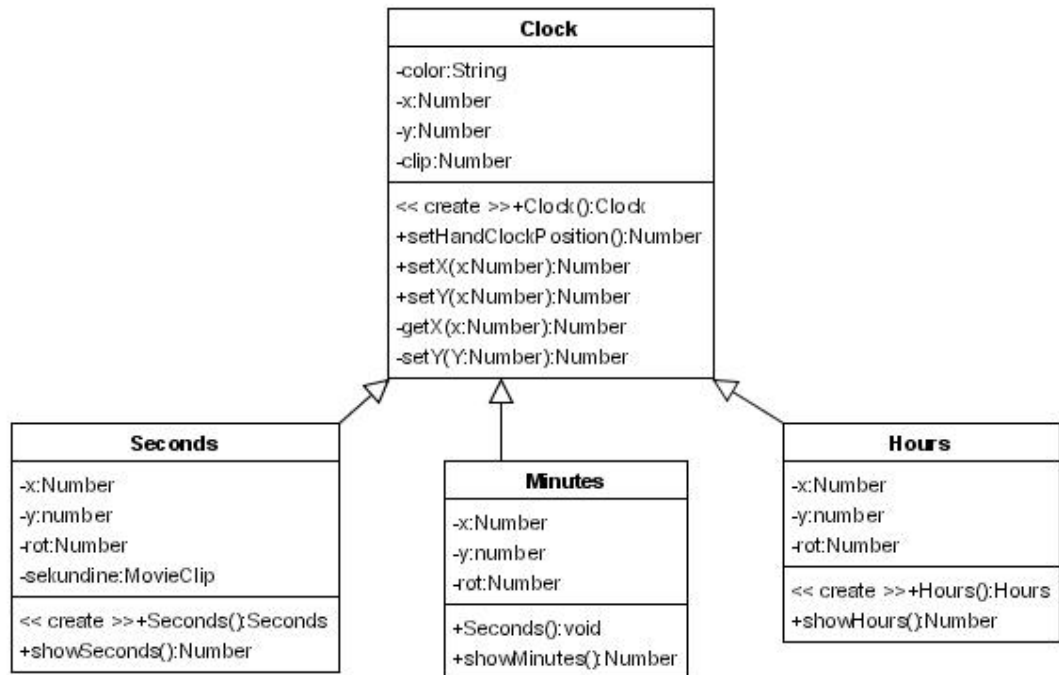 Clock
-color:String
-x:Number
-y:Number
-clip:Number
<< create >>+Clock():Clock
+setHandClockPosition():Number
+setX(x:Number):Number
+setY(x:Number):Number
-getX(x:Number):Number
-setY(Y:Number):Number
Seconds
-x:Number
-y:number
-rot:Number
-sekundine:MovieClip
<< create >>+Seconds():Seconds
+showSeconds():Number
Minutes
-x:Number
-y:number
-rot:Number
+Seconds():void
+showMinutes():Number
Hours
-x:Number
-y:number
-rot:Number
<< create >>+Hours():Hours
+showHours():Number